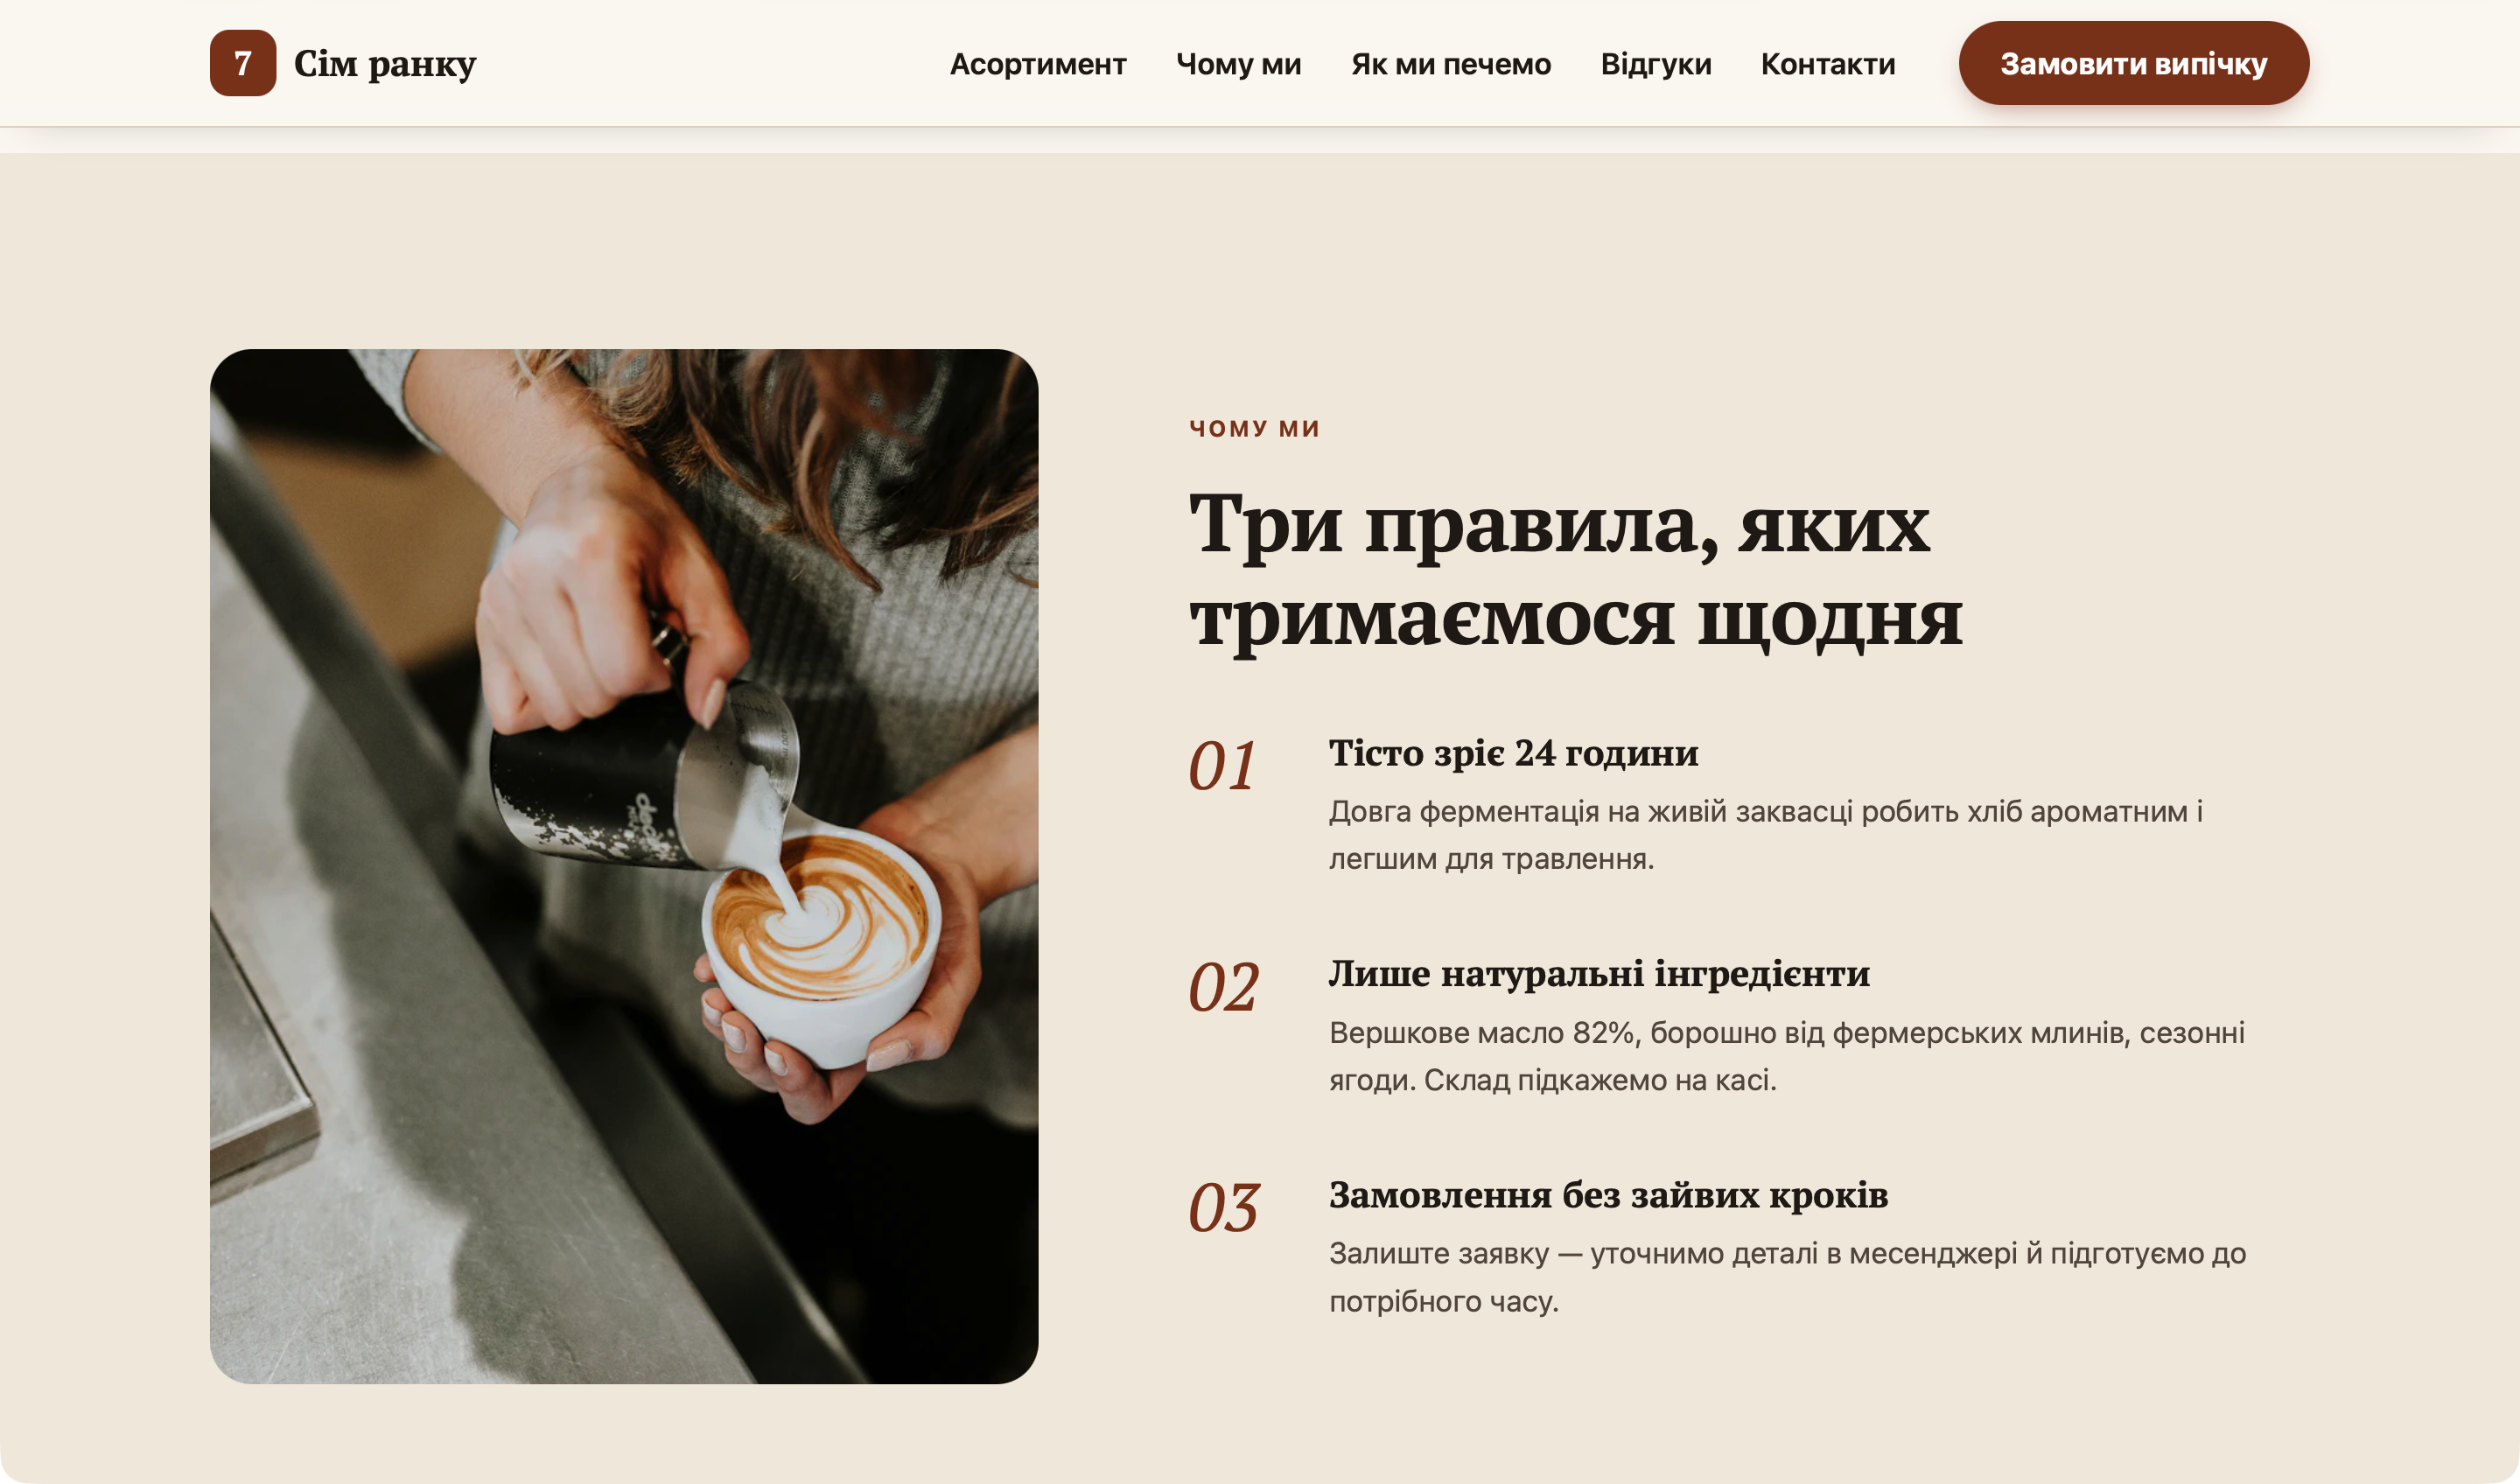 7 Сім ранку
Асортимент Чому ми Як ми печемо Відгуки Контакти Замовити випічку
ЧОМУ МИ
Три правила, яких
тримаємося щодня
01 Тісто зріє 24 години
Довга ферментація на живій заквасці робить хліб ароматним і
легшим для травлення.
02 Лише натуральні інгредієнти
Вершкове масло 82%, борошно від фермерських млинів, сезонні
ягоди. Склад підкажемо на касі.
03 Замовлення без зайвих кроків
Залиште заявку — уточнимо деталі в месенджері й підготуємо до
потрібного часу.